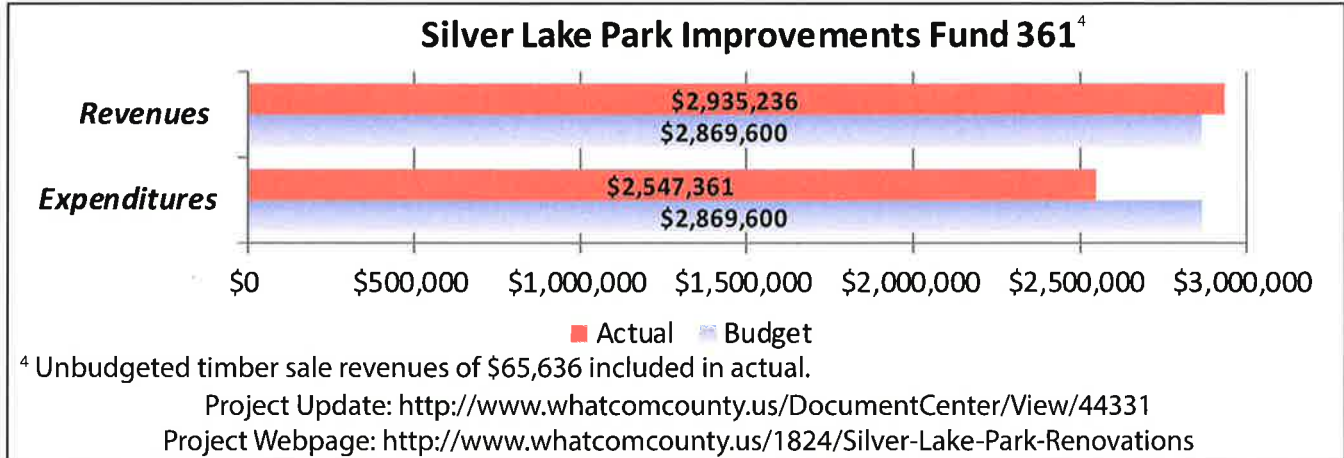 Silver Lake Park Improvements Fund 361⁴
Revenues
$2,935,236
$2,869,600
Expenditures
$2,547,361
$2,869,600
$0 $500,000 $1,000,000 $1,500,000 $2,000,000 $2,500,000 $3,000,000
Actual Budget
⁴ Unbudgeted timber sale revenues of $65,636 included in actual.
Project Update: http://www.whatcomcounty.us/DocumentCenter/View/44331
Project Webpage: http://www.whatcomcounty.us/1824/Silver-Lake-Park-Renovations